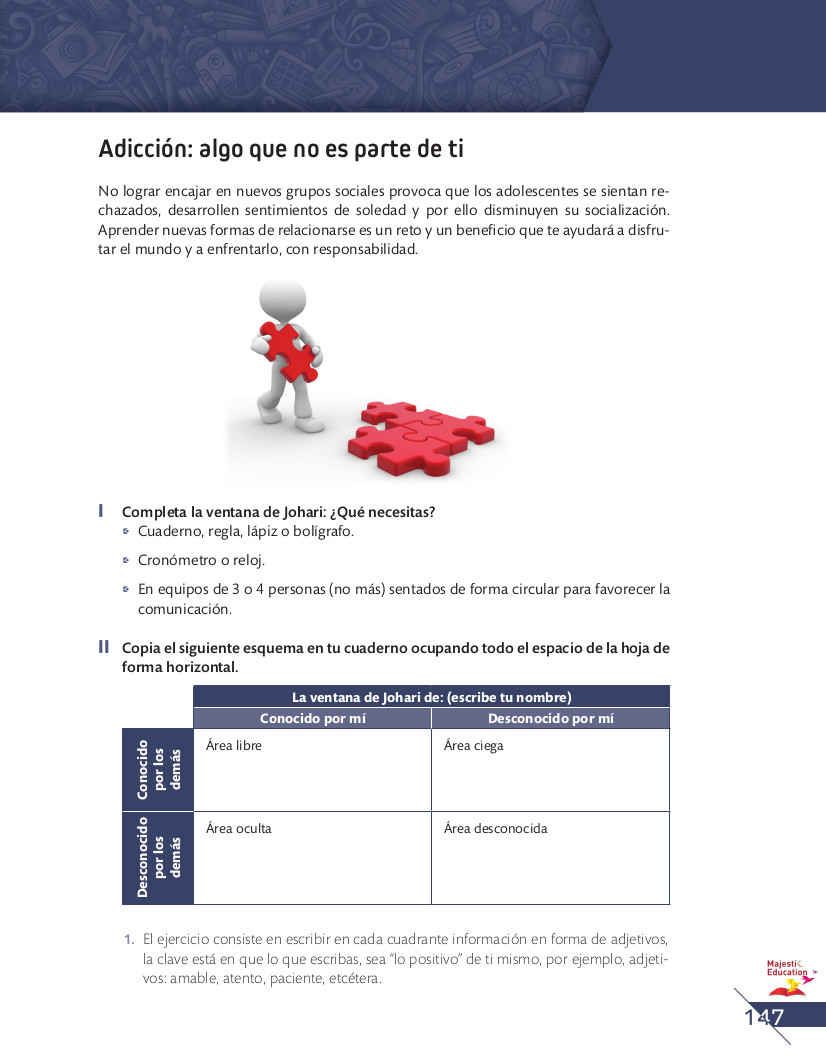 Adicción: algo que no es parte de ti
No lograr encajar en nuevos grupos sociales provoca que los adolescentes se sientan re-
chazados, desarrollen sentimientos de soledad y por ello disminuyen su socialización.
Aprender nuevas formas de relacionarse es un reto y un beneficio que te ayudará a disfru-
tar el mundo y a enfrentarlo, con responsabilidad.
I Completa la ventana de Johari: ¿Qué necesitas?
Cuaderno, regla, lápiz o bolígrafo.
Cronómetro o reloj.
En equipos de 3 o 4 personas (no más) sentados de forma circular para favorecer la
comunicación.
II Copia el siguiente esquema en tu cuaderno ocupando todo el espacio de la hoja de
forma horizontal.
La ventana de Johari de: (escribe tu nombre)
Conocido por mí
Desconocido por mí
Conocido
por los
demás
Área libre
Área ciega
Desconocido
por los
demás
Área oculta
Área desconocida
1. El ejercicio consiste en escribir en cada cuadrante información en forma de adjetivos,
la clave está en que lo que escribas, sea “lo positivo” de ti mismo, por ejemplo, adjeti-
vos: amable, atento, paciente, etcétera.
Majestic
Education
147